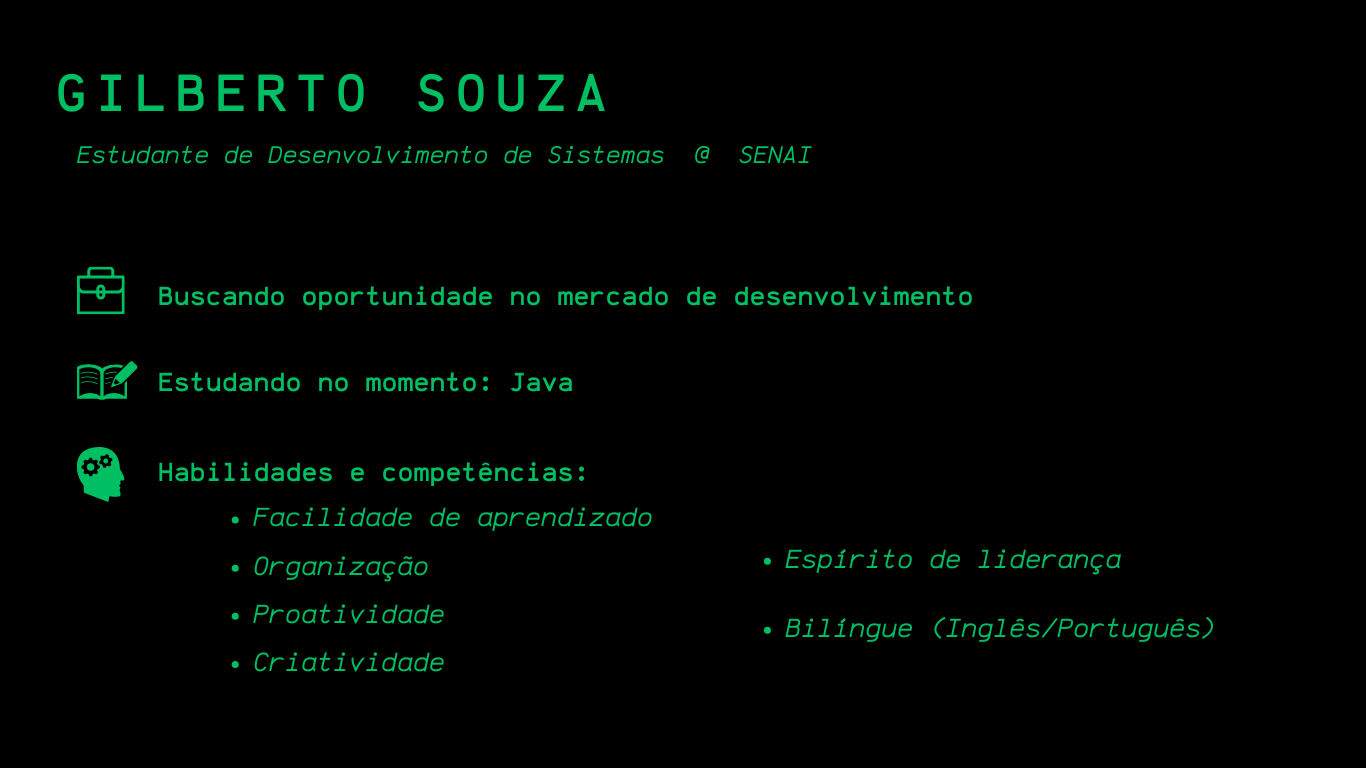 GILBERTO SOUZA
Estudante de Desenvolvimento de Sistemas @ SENAI
Buscando oportunidade no mercado de desenvolvimento
Estudando no momento: Java
Habilidades e competências:
• Facilidade de aprendizado
• Organização
• Proatividade
• Criatividade
• Espírito de liderança
• Bilíngue (Inglês/Português)